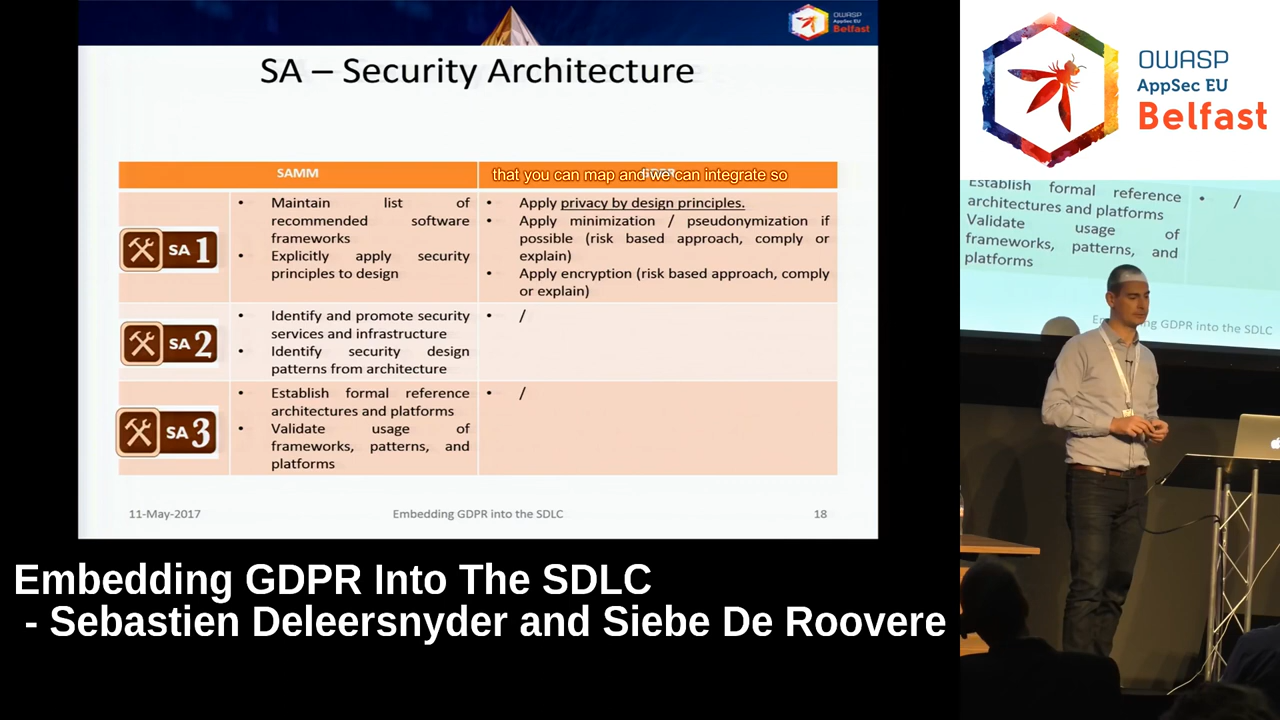 OWASP
AppSec EU
Belfast
SA – Security Architecture
SAMM
that you can map and we can integrate so
SA 1
• Maintain list of
recommended software
frameworks
• Explicitly apply security
principles to design
• Apply privacy by design principles.
• Apply minimization / pseudonymization if
possible (risk based approach, comply or
explain)
• Apply encryption (risk based approach, comply
or explain)
SA 2
• Identify and promote security
services and infrastructure
• Identify security design
patterns from architecture
• /
SA 3
• Establish formal reference
architectures and platforms
• Validate usage of
frameworks, patterns, and
platforms
• /
11-May-2017
Embedding GDPR into the SDLC
18
Embedding GDPR Into The SDLC
- Sebastien Deleersnyder and Siebe De Roovere
OWASP
AppSec EU
Belfast
Establish formal reference
architectures and platforms
Validate usage of
frameworks, patterns, and
platforms
• /
GDPR into the SDLC